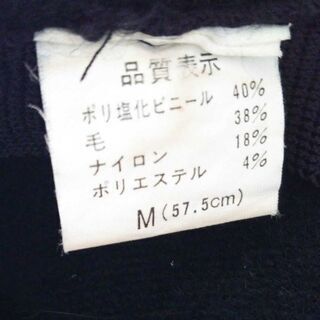 品質表示
ポリ塩化ビニール 40%
毛 38%
ナイロン 18%
ポリエステル 4%
M(57.5cm)